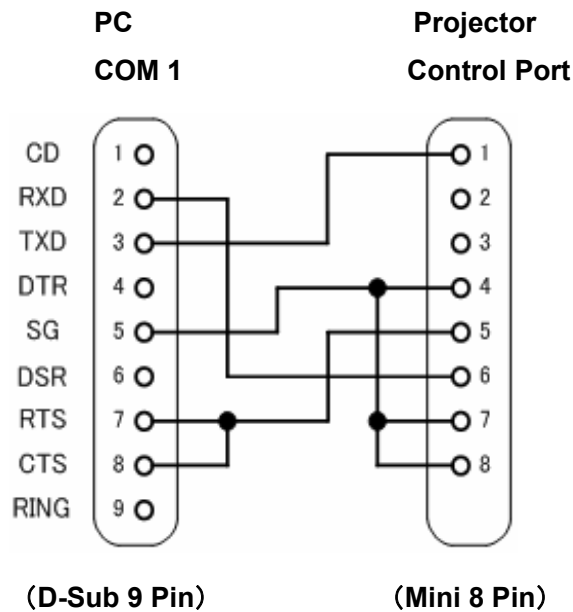 PC Projector
COM 1 Control Port
CD 1 1
RXD 2 2
TXD 3 3
DTR 4 4
SG 5 5
DSR 6 6
RTS 7 7
CTS 8 8
RING 9
（D-Sub 9 Pin） （Mini 8 Pin）